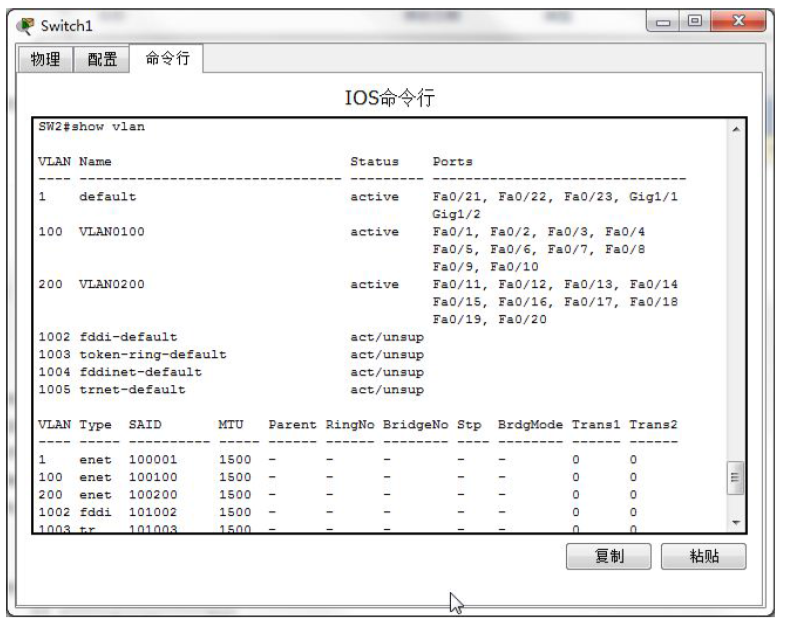 Switch1
物理 配置 命令行
IOS命令行
SW2#show vlan
VLAN Name Status Ports
---- -------------------------------- --------- -------------------------------
1 default active Fa0/21, Fa0/22, Fa0/23, Gig1/1
Gig1/2
100 VLAN0100 active Fa0/1, Fa0/2, Fa0/3, Fa0/4
Fa0/5, Fa0/6, Fa0/7, Fa0/8
Fa0/9, Fa0/10
200 VLAN0200 active Fa0/11, Fa0/12, Fa0/13, Fa0/14
Fa0/15, Fa0/16, Fa0/17, Fa0/18
Fa0/19, Fa0/20
1002 fddi-default act/unsup
1003 token-ring-default act/unsup
1004 fddinet-default act/unsup
1005 trnet-default act/unsup
VLAN Type SAID MTU Parent RingNo BridgeNo Stp BrdgMode Trans1 Trans2
---- ----- ---------- ----- ------ ------ -------- ---- -------- ------ ------
1 enet 100001 1500 - - - - - 0 0
100 enet 100100 1500 - - - - - 0 0
200 enet 100200 1500 - - - - - 0 0
1002 fddi 101002 1500 - - - - - 0 0
1003 tr 101003 1500 - - - - - 0 0
复制 粘贴